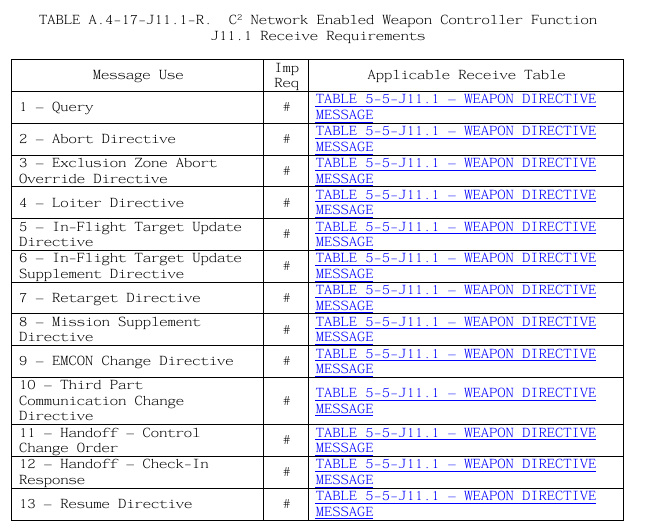 TABLE A.4-17-J11.1-R. C² Network Enabled Weapon Controller Function
J11.1 Receive Requirements
Message Use
Imp
Req
Applicable Receive Table
1 – Query
#
TABLE 5-5-J11.1 – WEAPON DIRECTIVE
MESSAGE
2 – Abort Directive
#
TABLE 5-5-J11.1 – WEAPON DIRECTIVE
MESSAGE
3 – Exclusion Zone Abort
Override Directive
#
TABLE 5-5-J11.1 – WEAPON DIRECTIVE
MESSAGE
4 – Loiter Directive
#
TABLE 5-5-J11.1 – WEAPON DIRECTIVE
MESSAGE
5 – In-Flight Target Update
Directive
#
TABLE 5-5-J11.1 – WEAPON DIRECTIVE
MESSAGE
6 – In-Flight Target Update
Supplement Directive
#
TABLE 5-5-J11.1 – WEAPON DIRECTIVE
MESSAGE
7 – Retarget Directive
#
TABLE 5-5-J11.1 – WEAPON DIRECTIVE
MESSAGE
8 – Mission Supplement
Directive
#
TABLE 5-5-J11.1 – WEAPON DIRECTIVE
MESSAGE
9 – EMCON Change Directive
#
TABLE 5-5-J11.1 – WEAPON DIRECTIVE
MESSAGE
10 – Third Part
Communication Change
Directive
#
TABLE 5-5-J11.1 – WEAPON DIRECTIVE
MESSAGE
11 – Handoff – Control
Change Order
#
TABLE 5-5-J11.1 – WEAPON DIRECTIVE
MESSAGE
12 – Handoff – Check-In
Response
#
TABLE 5-5-J11.1 – WEAPON DIRECTIVE
MESSAGE
13 – Resume Directive
#
TABLE 5-5-J11.1 – WEAPON DIRECTIVE
MESSAGE